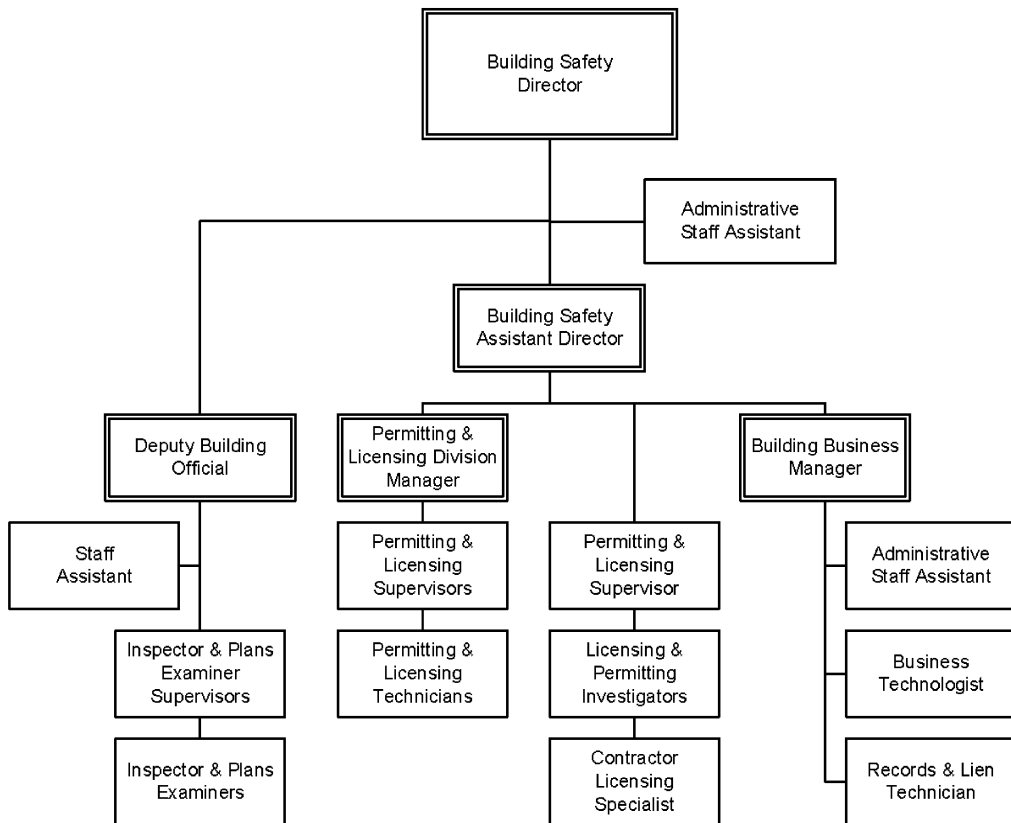 Building Safety
Director
Administrative
Staff Assistant
Building Safety
Assistant Director
Deputy Building
Official
Permitting &
Licensing Division
Manager
Building Business
Manager
Staff
Assistant
Permitting &
Licensing
Supervisors
Permitting &
Licensing
Supervisor
Administrative
Staff Assistant
Inspector & Plans
Examiner
Supervisors
Permitting &
Licensing
Technicians
Licensing &
Permitting
Investigators
Business
Technologist
Inspector & Plans
Examiners
Contractor
Licensing
Specialist
Records & Lien
Technician